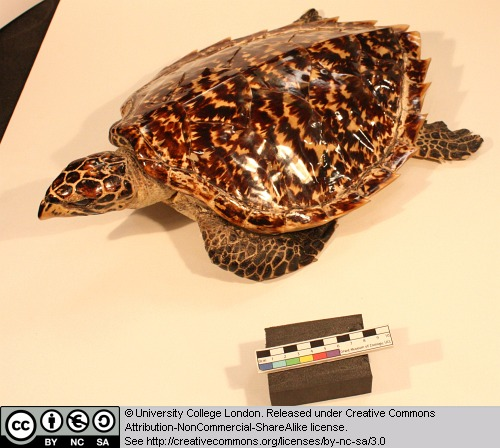 © University College London. Released under Creative Commons
Attribution-NonCommercial-ShareAlike license.
See http://creativecommons.org/licenses/by-nc-sa/3.0
cc
BY NC SA